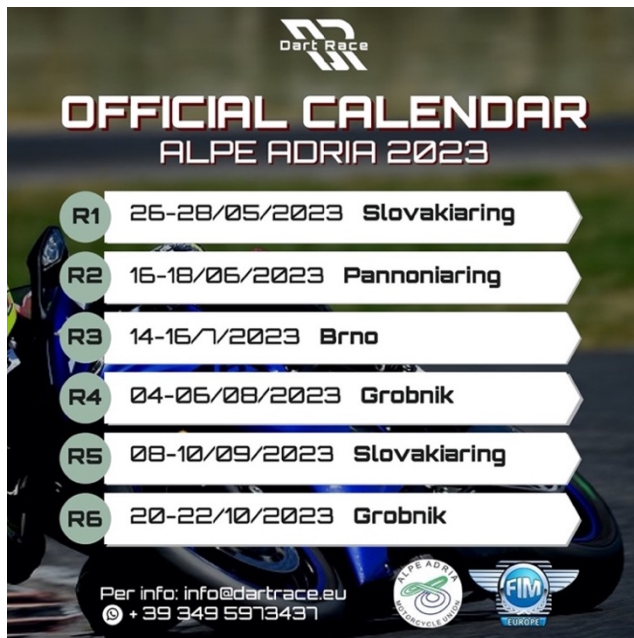 Dart Race
OFFICIAL CALENDAR
ALPE ADRIA 2023
R1 26-28/05/2023 Slovakiaring
R2 16-18/06/2023 Pannoniaring
R3 14-16/7/2023 Brno
R4 04-06/08/2023 Grobnik
R5 08-10/09/2023 Slovakiaring
R6 20-22/10/2023 Grobnik
Per info: info@dartrace.eu
+ 39 349 5973437
ALPE ADRIA
MOTORCYCLE UNION
FIM
EUROPE